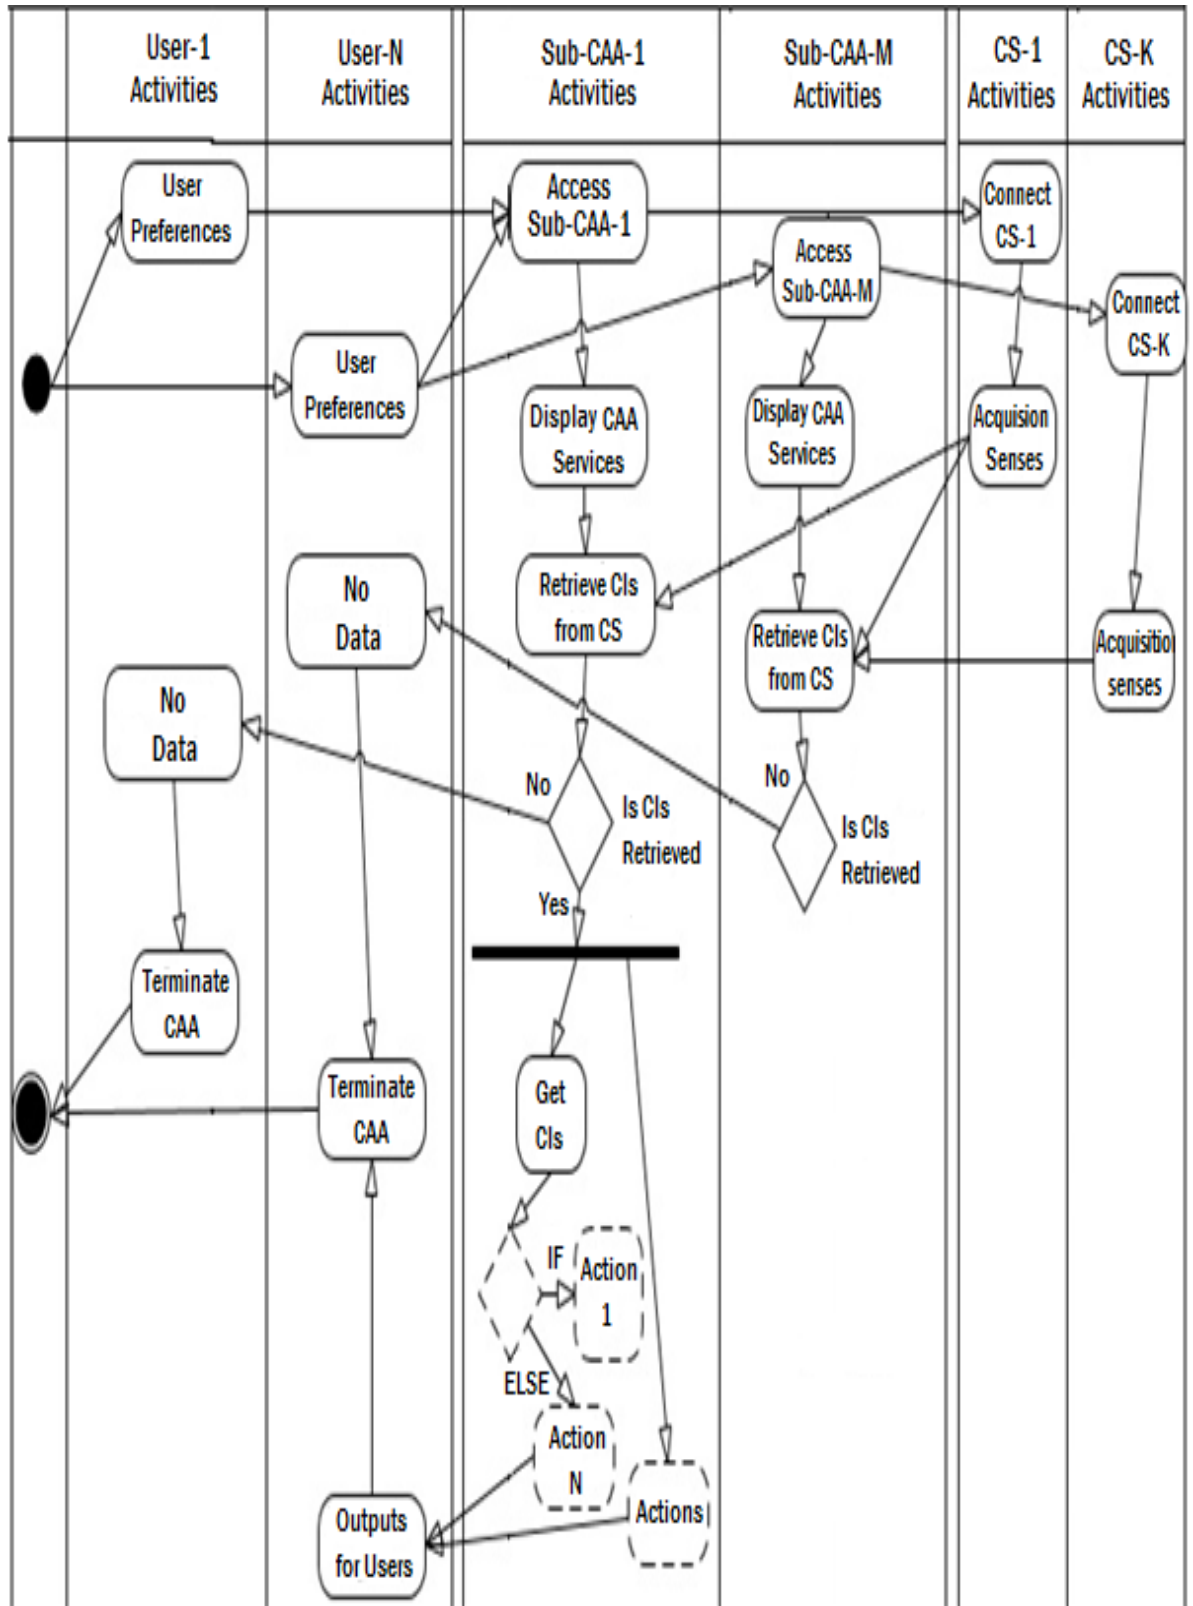 User-1
Activities
User-N
Activities
Sub-CAA-1
Activities
Sub-CAA-M
Activities
CS-1
Activities
CS-K
Activities
User
Preferences
Access
Sub-CAA-1
Connect
CS-1
Access
Sub-CAA-M
Connect
CS-K
User
Preferences
Display CAA
Services
Display CAA
Services
Acquision
Senses
No
Data
Retrieve CIs
from CS
Retrieve CIs
from CS
Acquisition
senses
No
Data
No
Is CIs
Retrieved
No
Is CIs
Retrieved
Yes
Terminate
CAA
Terminate
CAA
Get
CIs
IF
Action
1
ELSE
Action
N
Actions
Outputs
for Users